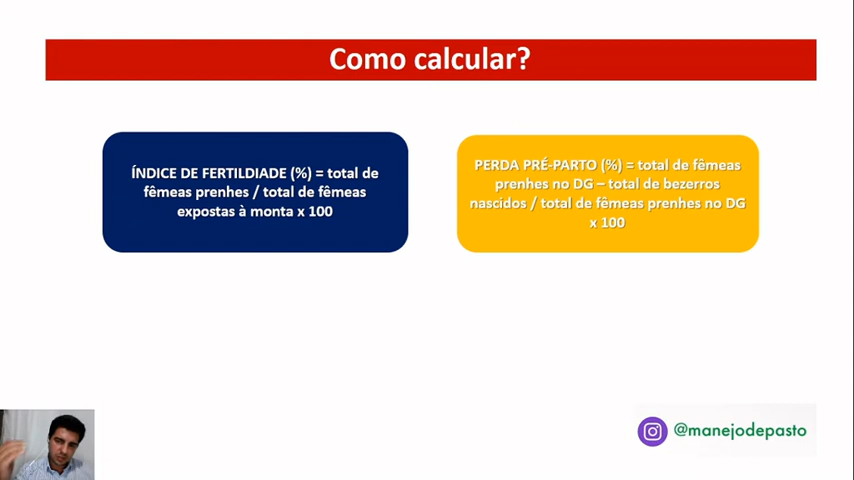 Como calcular?
ÍNDICE DE FERTILDIADE (%) = total de
fêmeas prenhes / total de fêmeas
expostas à monta x 100
PERDA PRÉ-PARTO (%) = total de fêmeas
prenhes no DG – total de bezerros
nascidos / total de fêmeas prenhes no DG
x 100
@manejodepasto